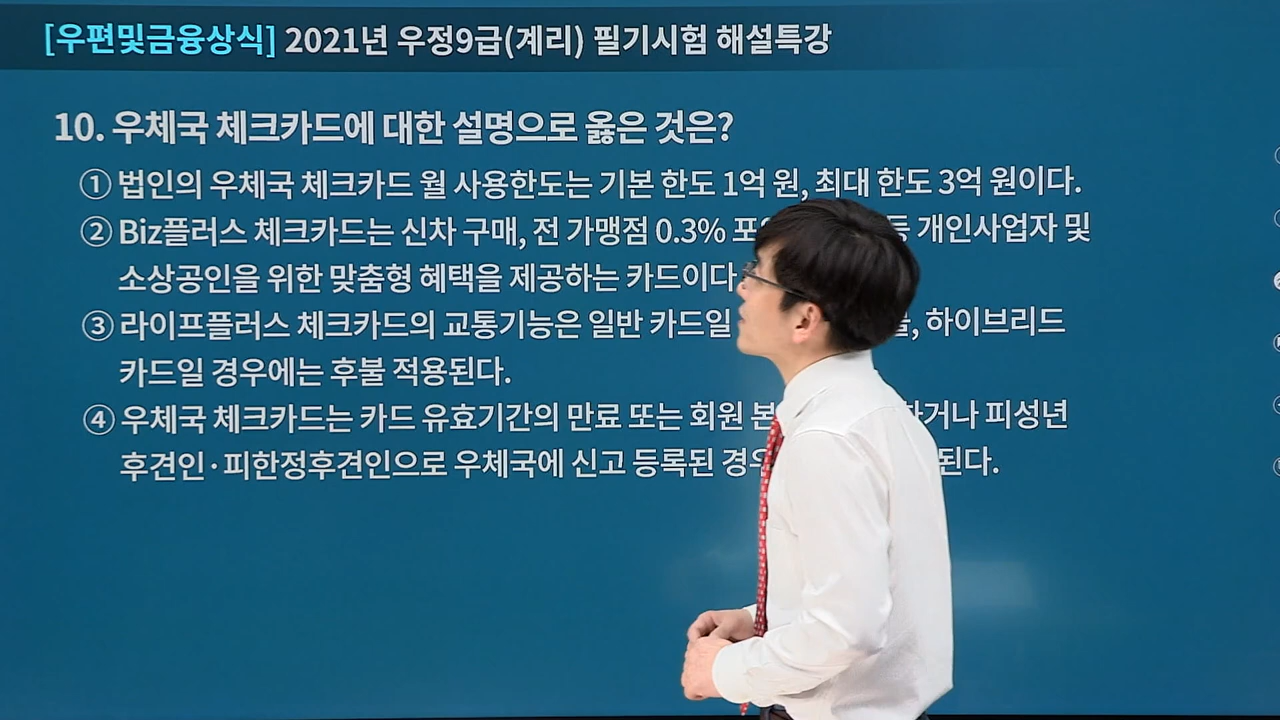 [우편및금융상식] 2021년 우정9급(계리) 필기시험 해설특강
10. 우체국 체크카드에 대한 설명으로 옳은 것은?
① 법인의 우체국 체크카드 월 사용한도는 기본 한도 1억 원, 최대 한도 3억 원이다.
② Biz플러스 체크카드는 신차 구매, 전 가맹점 0.3% 등 개인사업자 및
소상공인을 위한 맞춤형 혜택을 제공하는 카드이다
③ 라이프플러스 체크카드의 교통기능은 일반 카드일 하이브리드
카드일 경우에는 후불 적용된다.
④ 우체국 체크카드는 카드 유효기간의 만료 또는 회원 본 피성년
후견인·피한정후견인으로 우체국에 신고 등록된 된다.